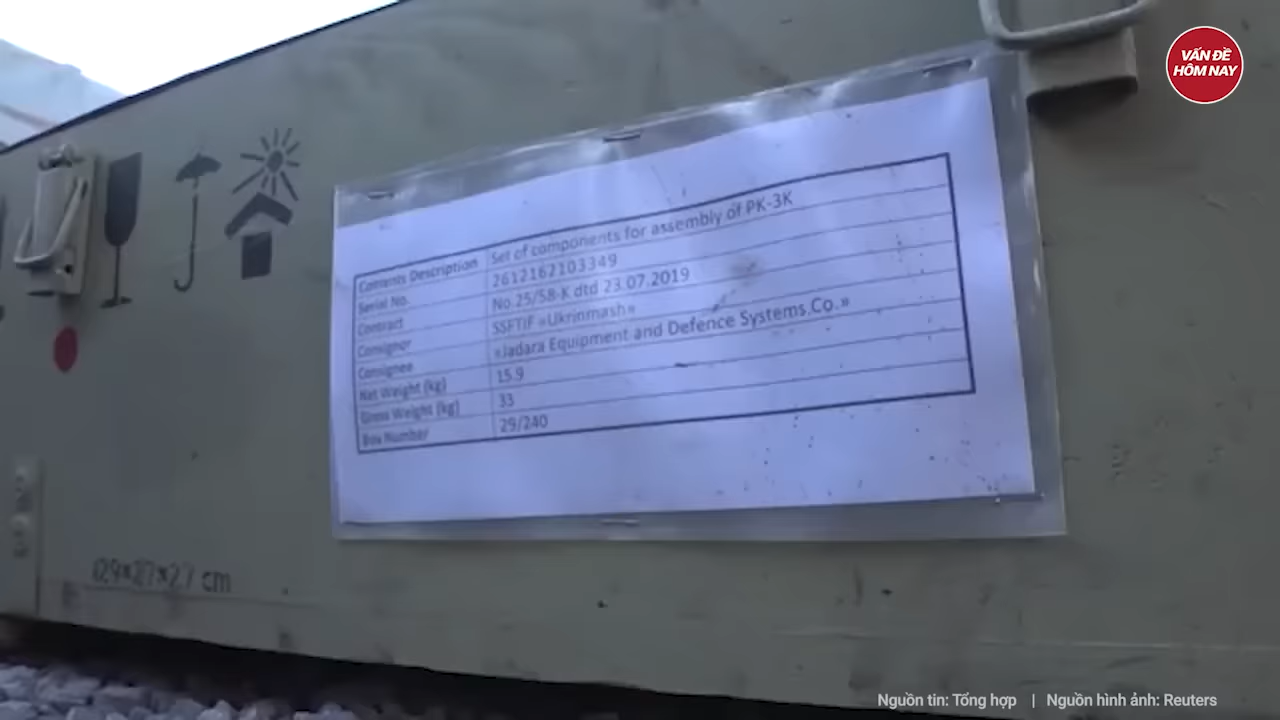 VẤN ĐỀ
HÔM NAY
Contents Description Set of components for assembly of PK-3K
Serial No. 2612162103349
Contract No.25/58-K dtd 23.07.2019
Consignor SSFTIF «Ukrinmash»
Consignee «Jadara Equipment and Defence Systems.Co.»
Net Weight (kg) 15.9
Gross Weight (kg) 33
Box Number 29/240
129*27*27 cm
Nguồn tin: Tổng hợp | Nguồn hình ảnh: Reuters